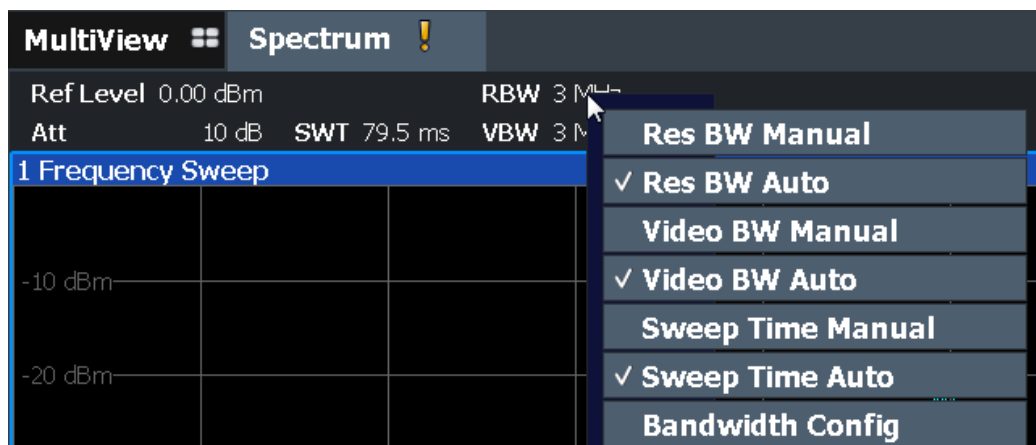 MultiView Spectrum !
Ref Level 0.00 dBm RBW 3 MHz
Att 10 dB SWT 79.5 ms VBW 3 M
1 Frequency Sweep
-10 dBm
-20 dBm
Res BW Manual
✓ Res BW Auto
Video BW Manual
✓ Video BW Auto
Sweep Time Manual
✓ Sweep Time Auto
Bandwidth Config